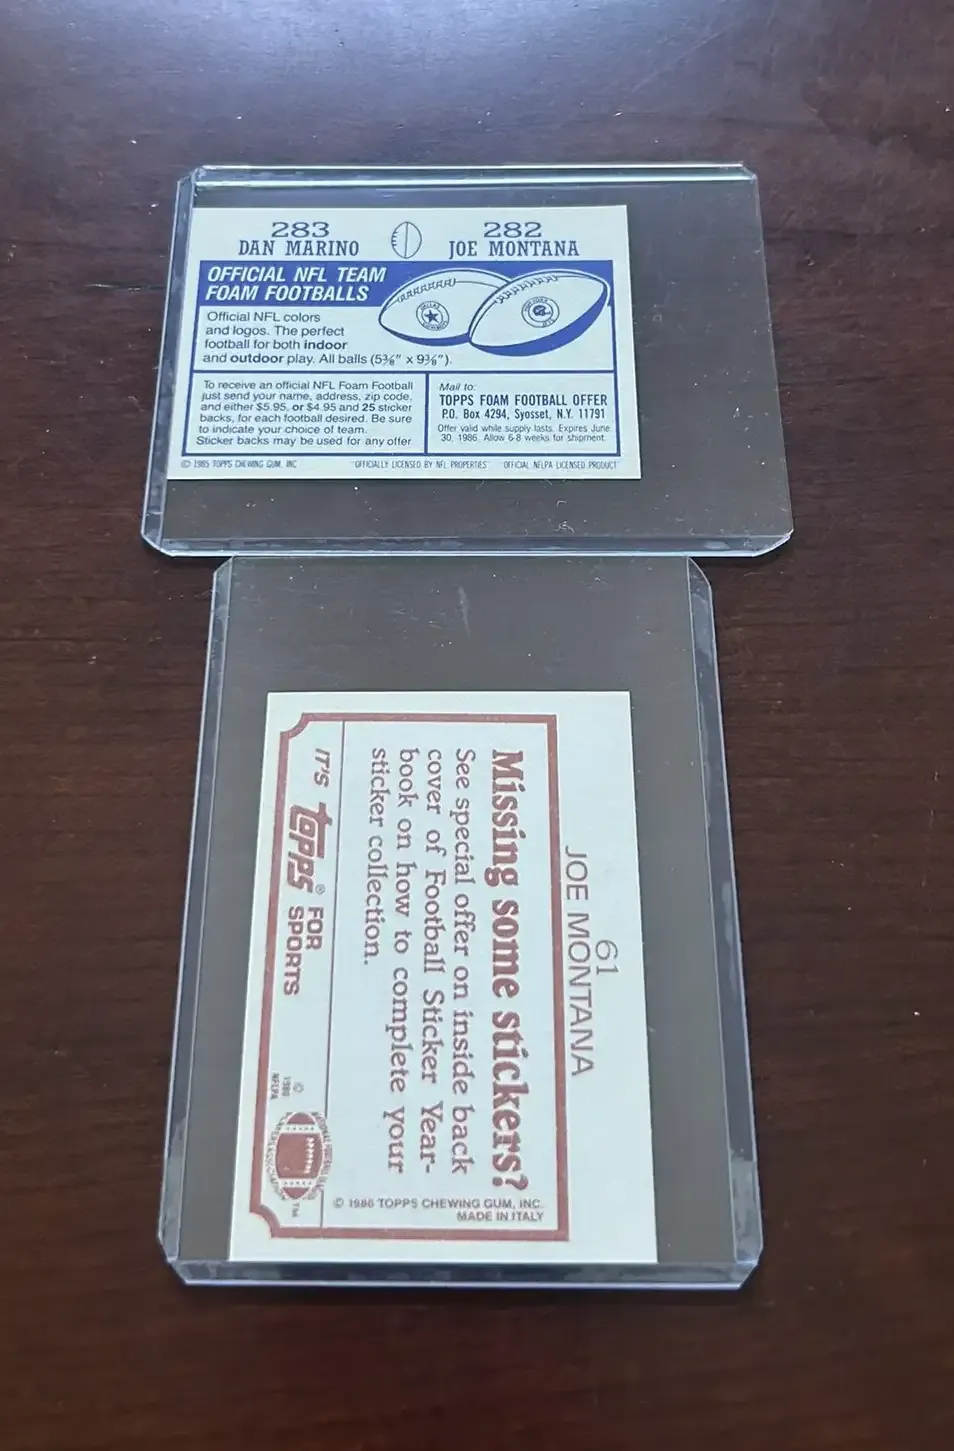 283
DAN MARINO
282
JOE MONTANA
OFFICIAL NFL TEAM
FOAM FOOTBALLS
Official NFL colors
and logos. The perfect
football for both indoor
and outdoor play. All balls (5⅜" x 9⅜").
To receive an official NFL Foam Football
just send your name, address, zip code,
and either $5.95, or $4.95 and 25 sticker
backs, for each football desired. Be sure
to indicate your choice of team.
Sticker backs may be used for any offer
Mail to:
TOPPS FOAM FOOTBALL OFFER
P.O. Box 4294, Syosset, N.Y. 11791
Offer valid while supply lasts. Expires June
30, 1986. Allow 6-8 weeks for shipment.
© 1985 TOPPS CHEWING GUM, INC
OFFICIALLY LICENSED BY NFL PROPERTIES
OFFICIAL NFLPA LICENSED PRODUCT
61
JOE MONTANA
Missing some stickers?
See special offer on inside back
cover of Football Sticker Year-
book on how to complete your
sticker collection.
© 1986 TOPPS CHEWING GUM, INC.
MADE IN ITALY
IT'S topps® FOR
SPORTS
©
1986
NFLPA
TM